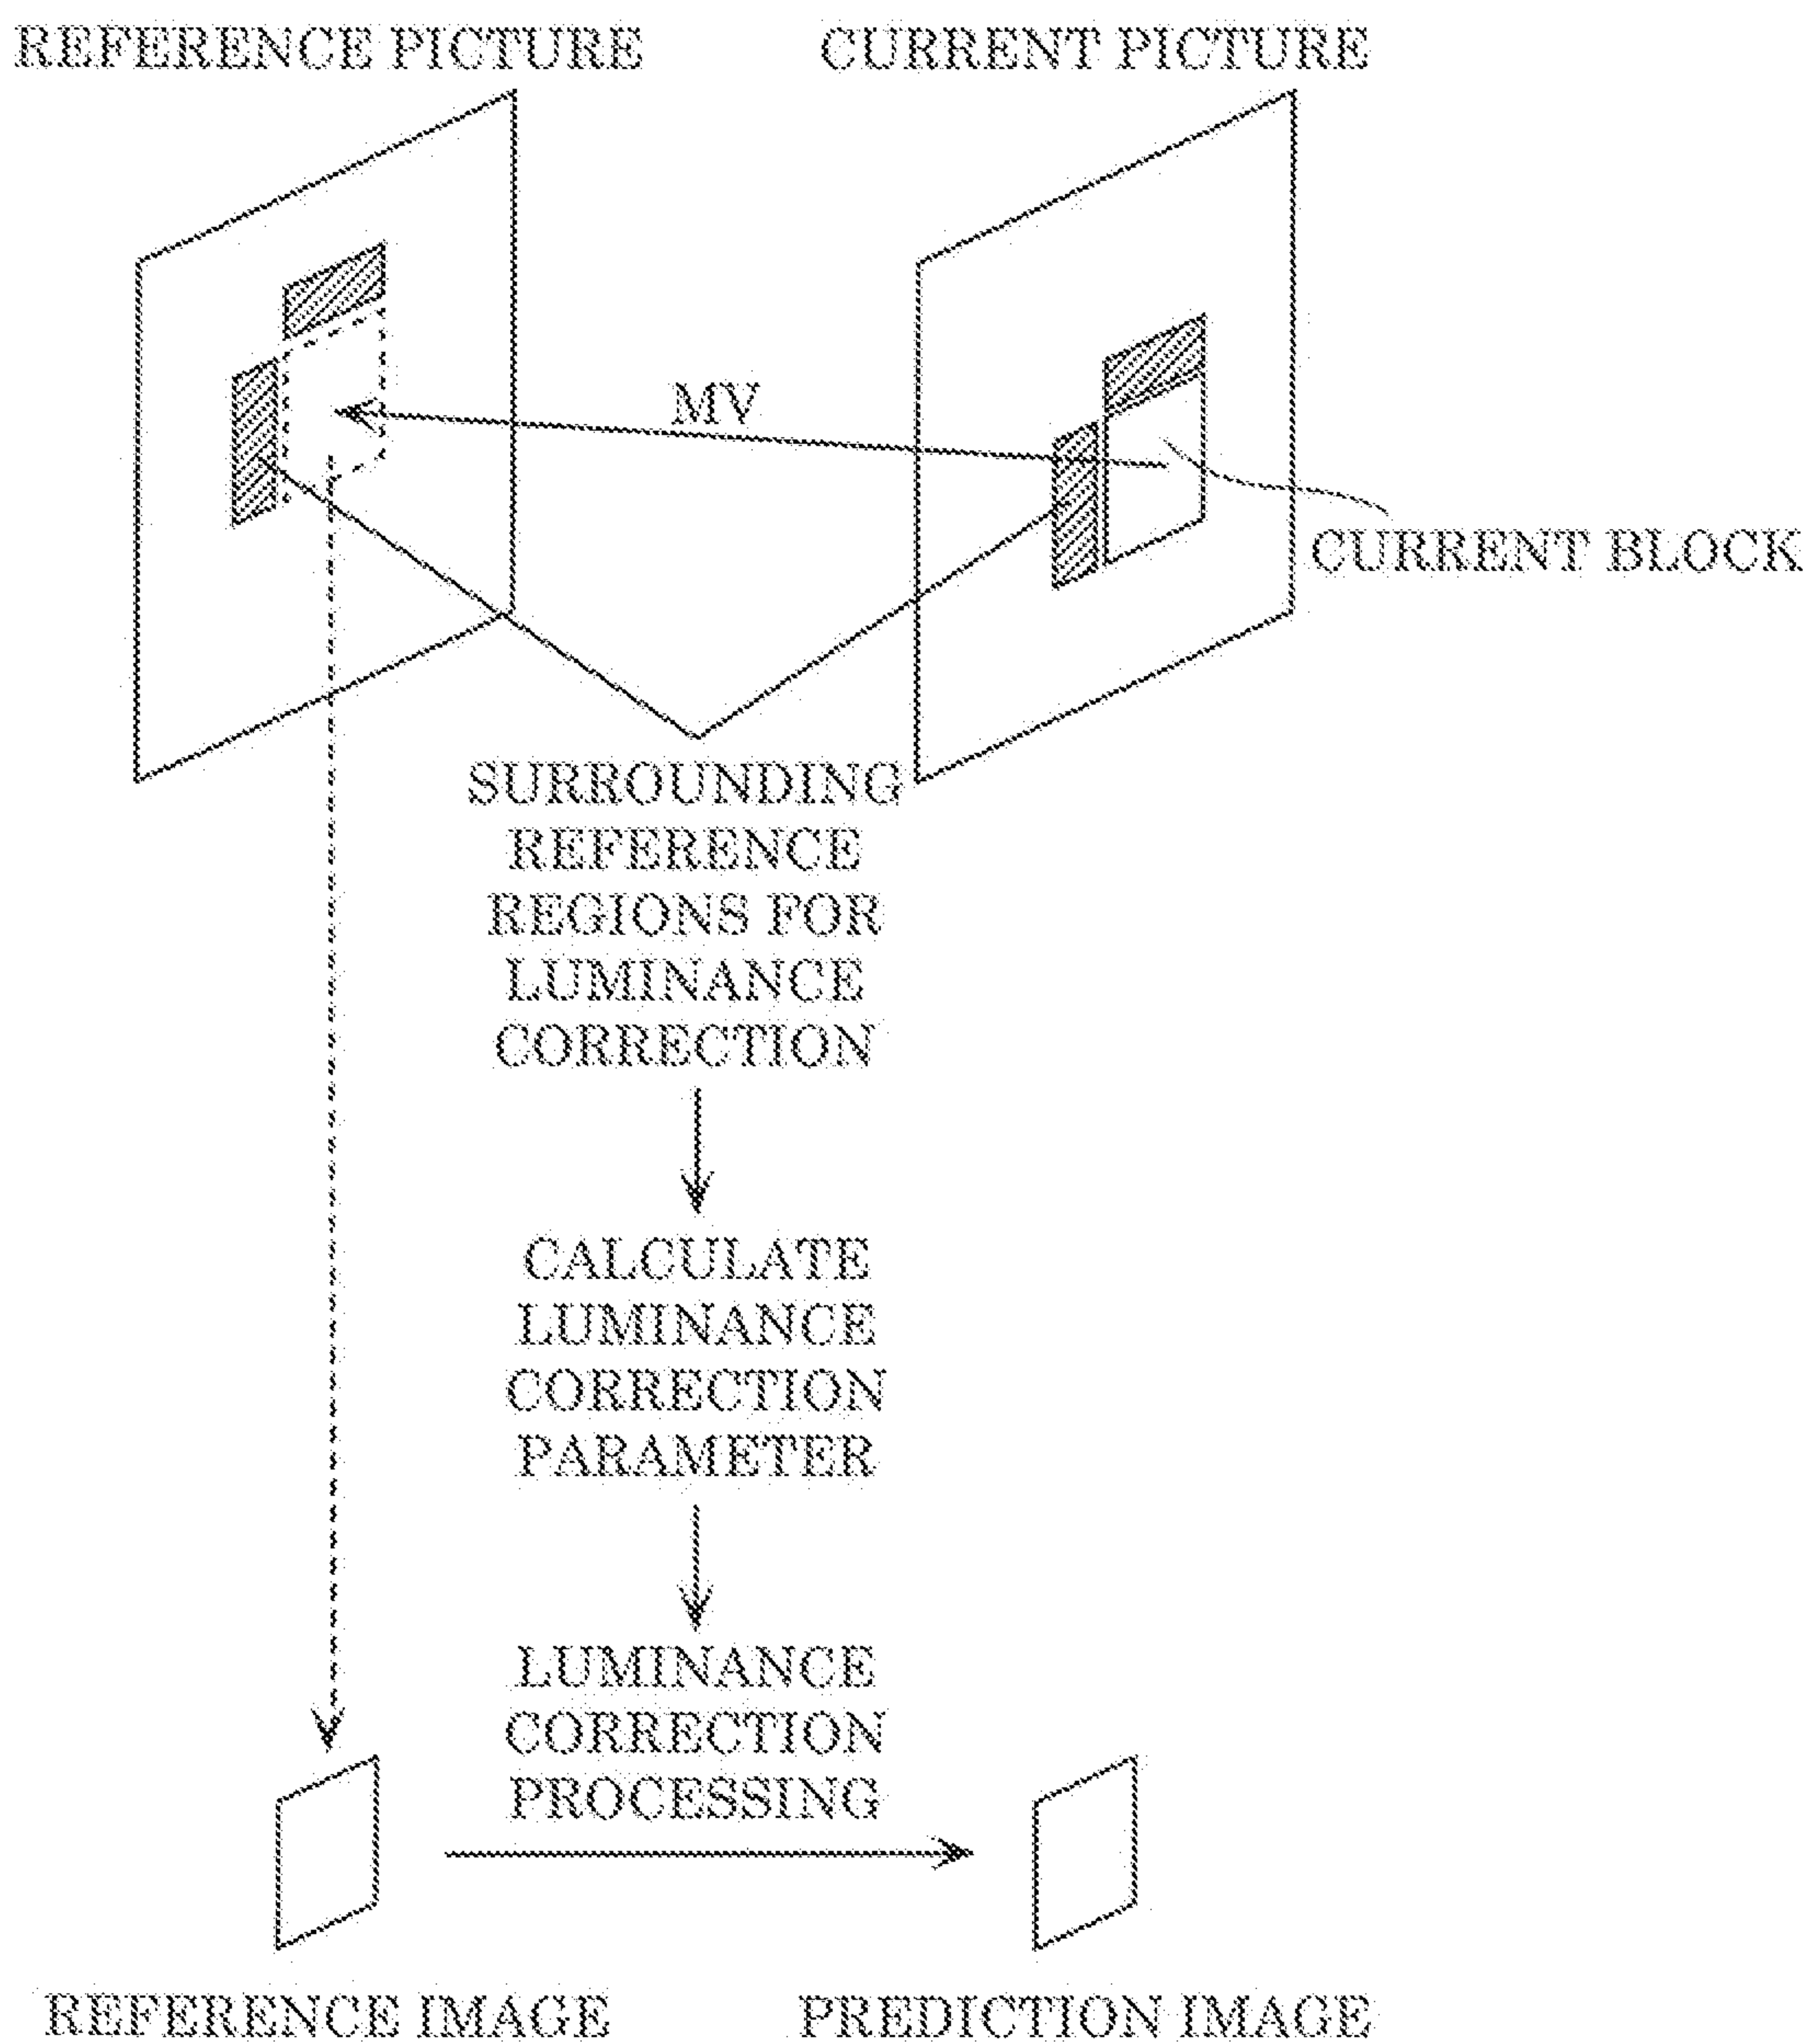 REFERENCE PICTURE
CURRENT PICTURE
MV
CURRENT BLOCK
SURROUNDING
REFERENCE
REGIONS FOR
LUMINANCE
CORRECTION
CALCULATE
LUMINANCE
CORRECTION
PARAMETER
LUMINANCE
CORRECTION
PROCESSING
REFERENCE IMAGE
PREDICTION IMAGE